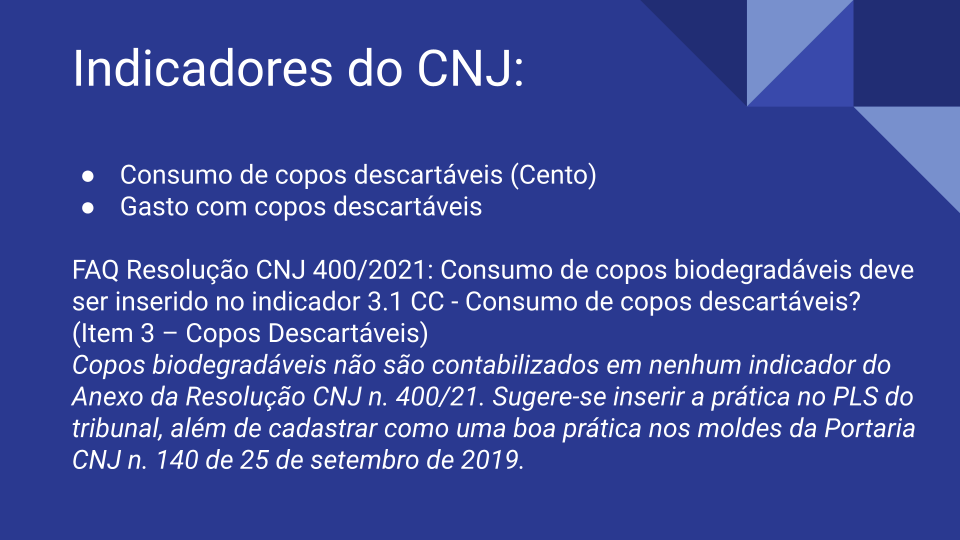 Indicadores do CNJ:
● Consumo de copos descartáveis (Cento)
● Gasto com copos descartáveis
FAQ Resolução CNJ 400/2021: Consumo de copos biodegradáveis deve
ser inserido no indicador 3.1 CC - Consumo de copos descartáveis?
(Item 3 – Copos Descartáveis)
Copos biodegradáveis não são contabilizados em nenhum indicador do
Anexo da Resolução CNJ n. 400/21. Sugere-se inserir a prática no PLS do
tribunal, além de cadastrar como uma boa prática nos moldes da Portaria
CNJ n. 140 de 25 de setembro de 2019.